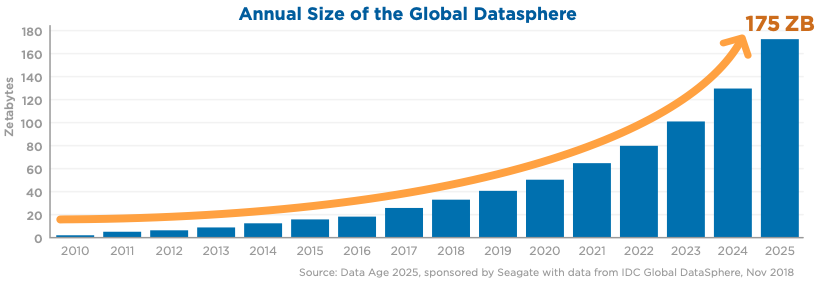 Annual Size of the Global Datasphere
175 ZB
Zetabytes
180
160
140
120
100
80
60
40
20
0
2010 2011 2012 2013 2014 2015 2016 2017 2018 2019 2020 2021 2022 2023 2024 2025
Source: Data Age 2025, sponsored by Seagate with data from IDC Global DataSphere, Nov 2018